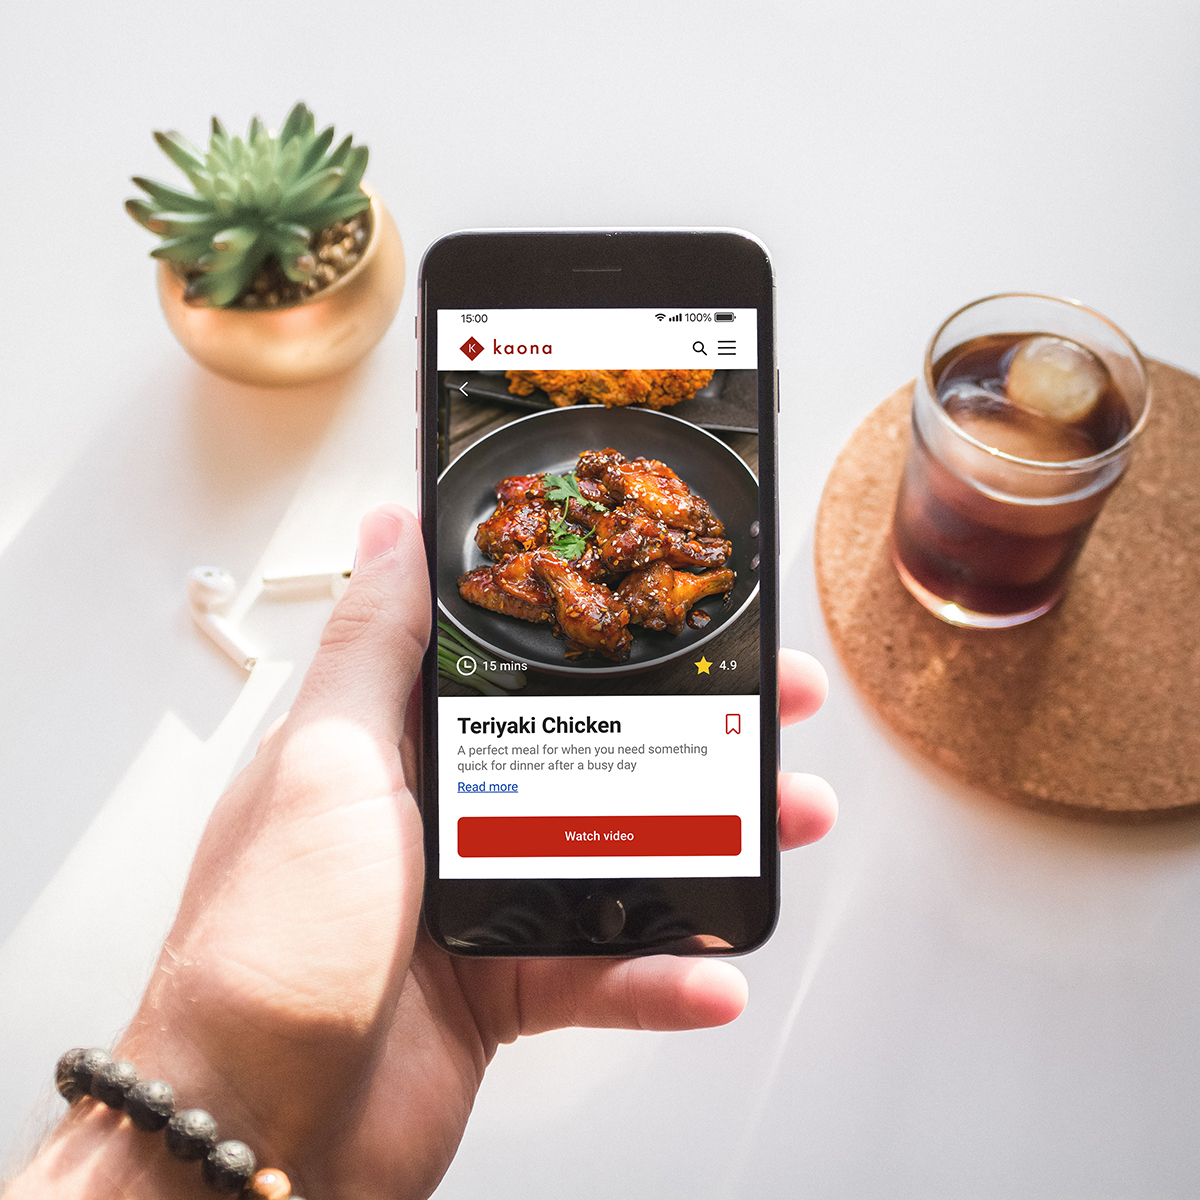 15:00
100%
K
kaona
15 mins
4.9
Teriyaki Chicken
A perfect meal for when you need something
quick for dinner after a busy day
Read more
Watch video